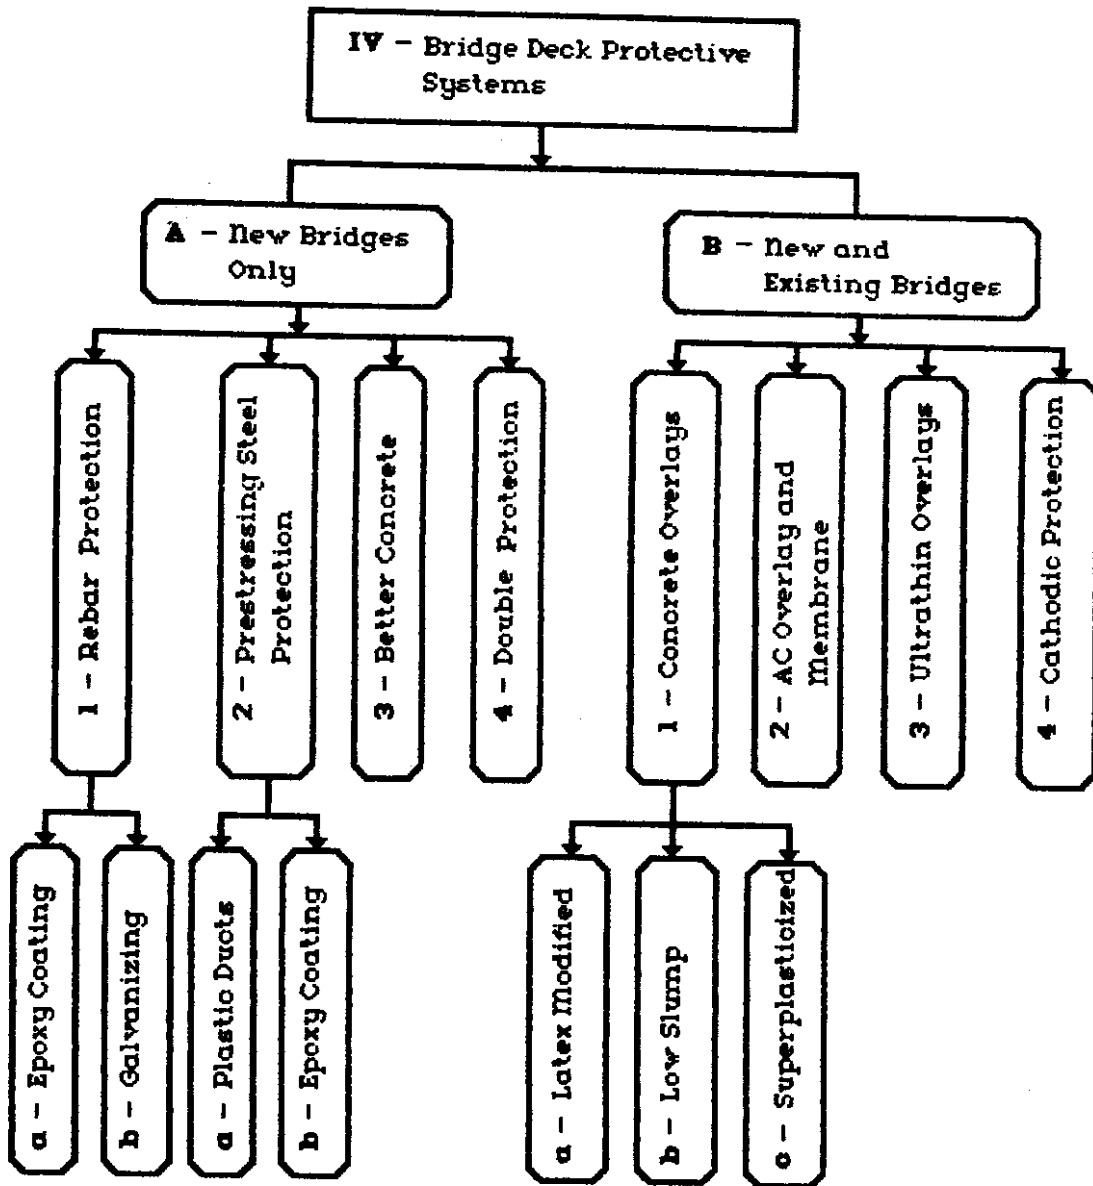 IV - Bridge Deck Protective
Systems
A - New Bridges
Only
B - New and
Existing Bridges
1 - Rebar Protection
2 - Prestressing Steel
Protection
3 - Better Concrete
4 - Double Protection
1 - Concrete Overlays
2 - AC Overlay and
Membrane
3 - Ultrathin Overlays
4 - Cathodic Protection
a - Epoxy Coating
b - Galvanizing
a - Plastic Ducts
b - Epoxy Coating
a - Latex Modified
b - Low Slump
c - Superplasticized